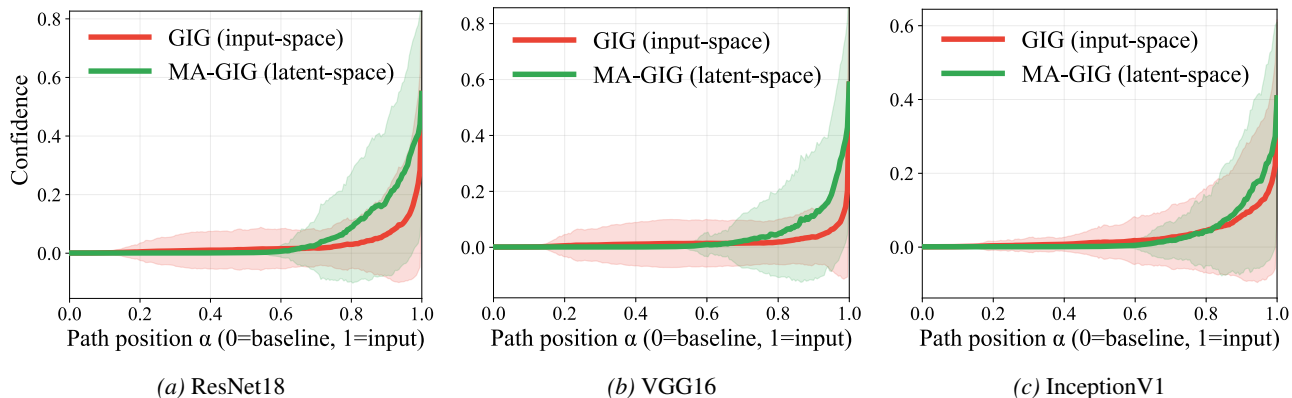 GIG (input-space)
MA-GIG (latent-space)
Confidence
0.8
0.6
0.4
0.2
0.0
0.0 0.2 0.4 0.6 0.8 1.0
Path position α (0=baseline, 1=input)
(a) ResNet18
GIG (input-space)
MA-GIG (latent-space)
0.8
0.6
0.4
0.2
0.0
0.0 0.2 0.4 0.6 0.8 1.0
Path position α (0=baseline, 1=input)
(b) VGG16
GIG (input-space)
MA-GIG (latent-space)
0.6
0.4
0.2
0.0
0.0 0.2 0.4 0.6 0.8 1.0
Path position α (0=baseline, 1=input)
(c) InceptionV1